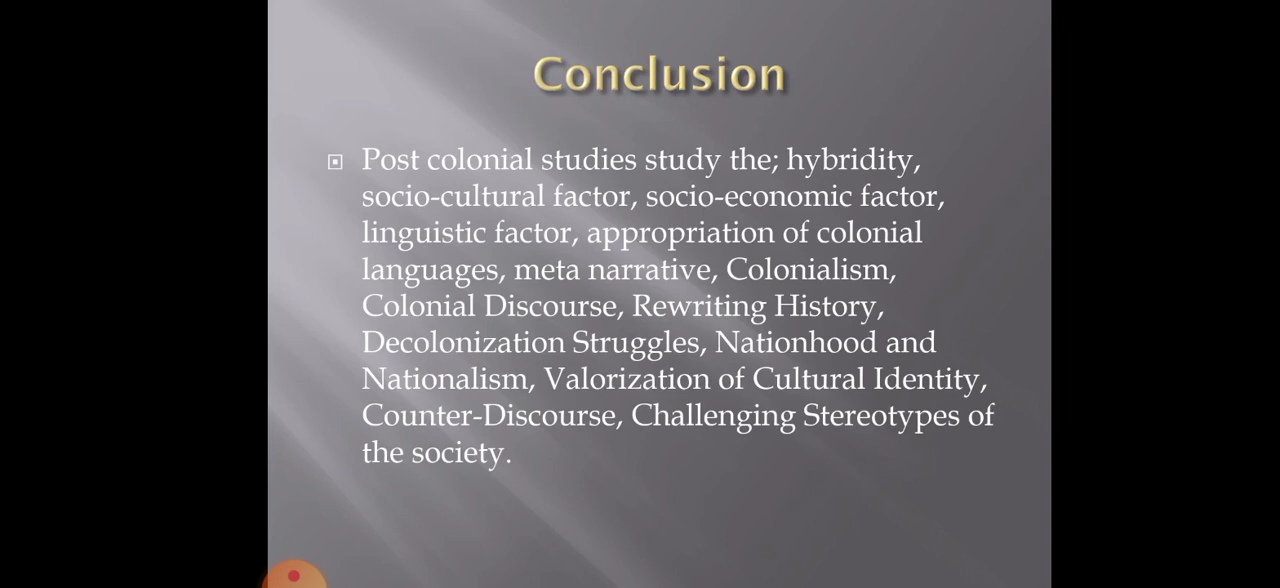 Conclusion
Post colonial studies study the; hybridity,
socio-cultural factor, socio-economic factor,
linguistic factor, appropriation of colonial
languages, meta narrative, Colonialism,
Colonial Discourse, Rewriting History,
Decolonization Struggles, Nationhood and
Nationalism, Valorization of Cultural Identity,
Counter-Discourse, Challenging Stereotypes of
the society.